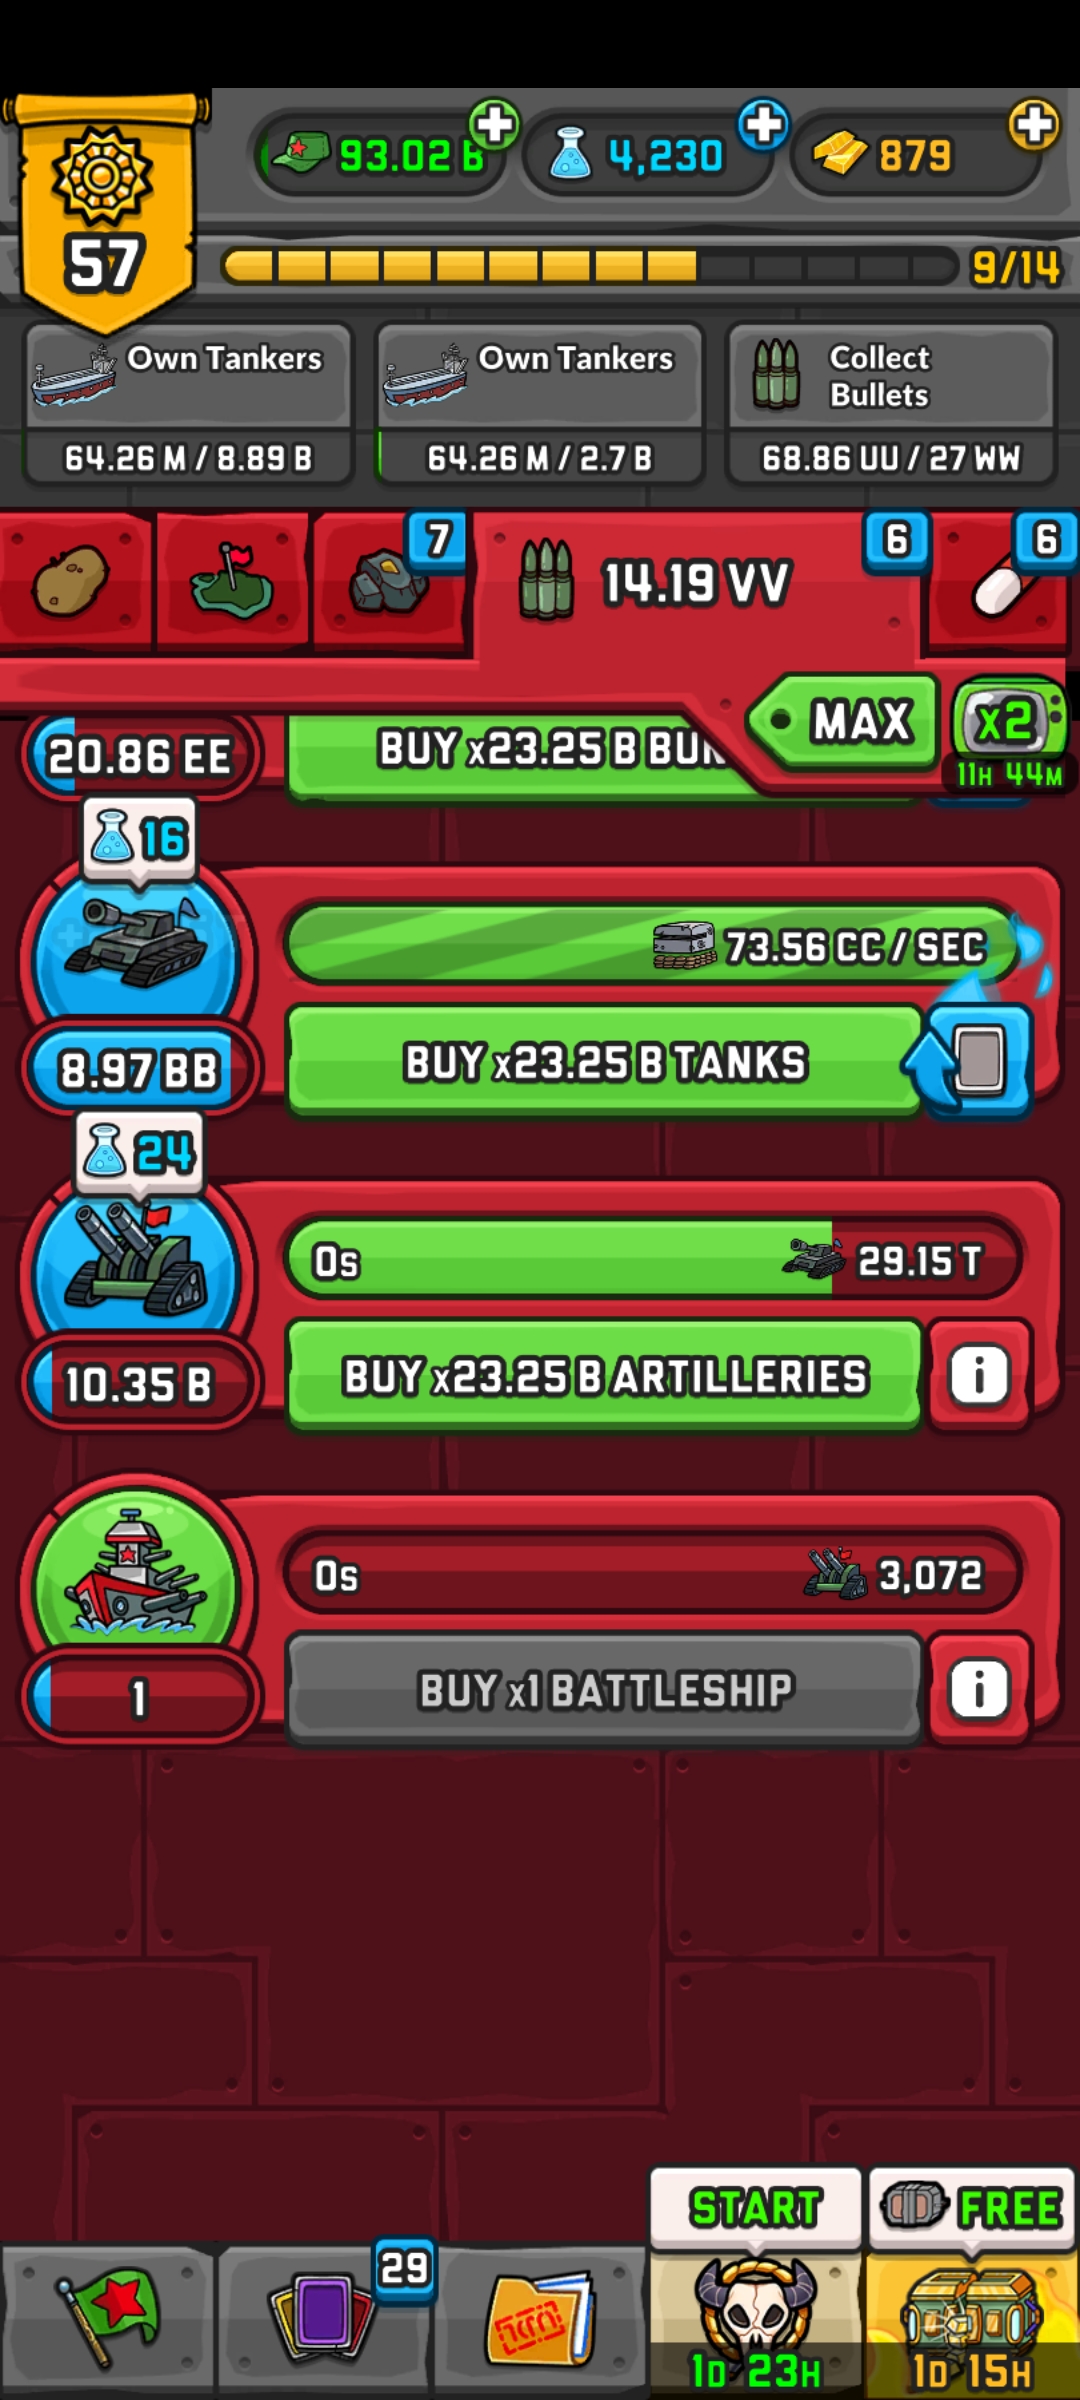 93.02 B
4,230
879
57
9/14
Own Tankers
64.26 M / 8.89 B
Own Tankers
64.26 M / 2.7 B
Collect
Bullets
68.86 UU / 27 WW
7
14.19 VV
6
6
MAX
x2
11H 44M
20.86 EE
BUY x23.25 B
16
73.56 CC / SEC
8.97 BB
BUY x23.25 B TANKS
24
0s
29.15 T
10.35 B
BUY x23.25 B ARTILLERIES
i
0s
3,072
1
BUY x1 BATTLESHIP
i
START
FREE
29
1D 23H
1D 15H